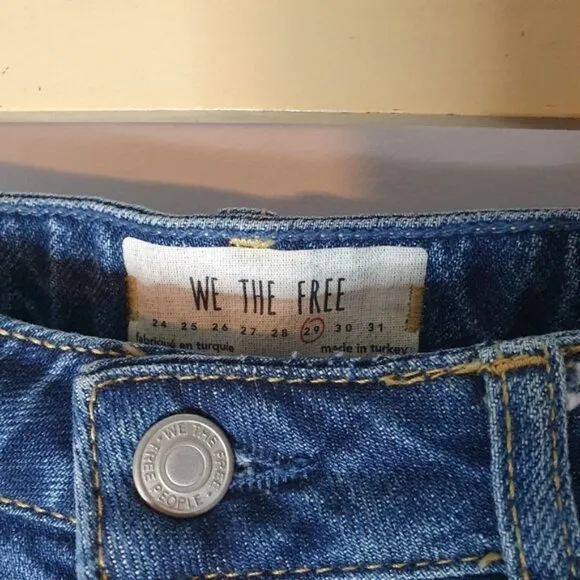 WE THE FREE
24 25 26 27 28 29 30 31
fabriqué en turquie made in turkey
• WE THE FREE •
FREE PEOPLE